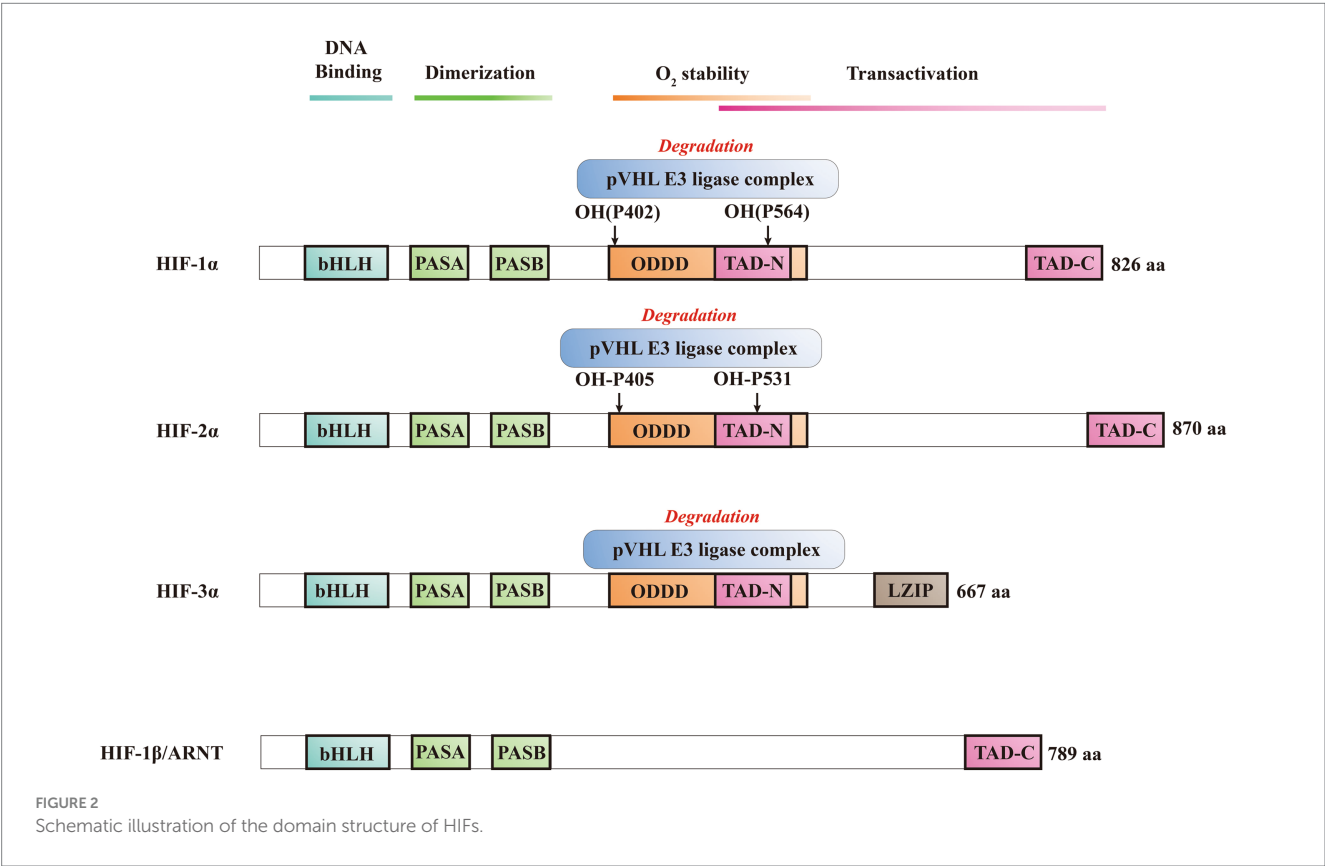 DNA
Binding
Dimerization
O₂ stability
Transactivation
Degradation
pVHL E3 ligase complex
OH(P402) OH(P564)
HIF-1α bHLH PASA PASB ODDD TAD-N TAD-C 826 aa
Degradation
pVHL E3 ligase complex
OH-P405 OH-P531
HIF-2α bHLH PASA PASB ODDD TAD-N TAD-C 870 aa
Degradation
pVHL E3 ligase complex
HIF-3α bHLH PASA PASB ODDD TAD-N LZIP 667 aa
HIF-1β/ARNT bHLH PASA PASB TAD-C 789 aa
FIGURE 2
Schematic illustration of the domain structure of HIFs.